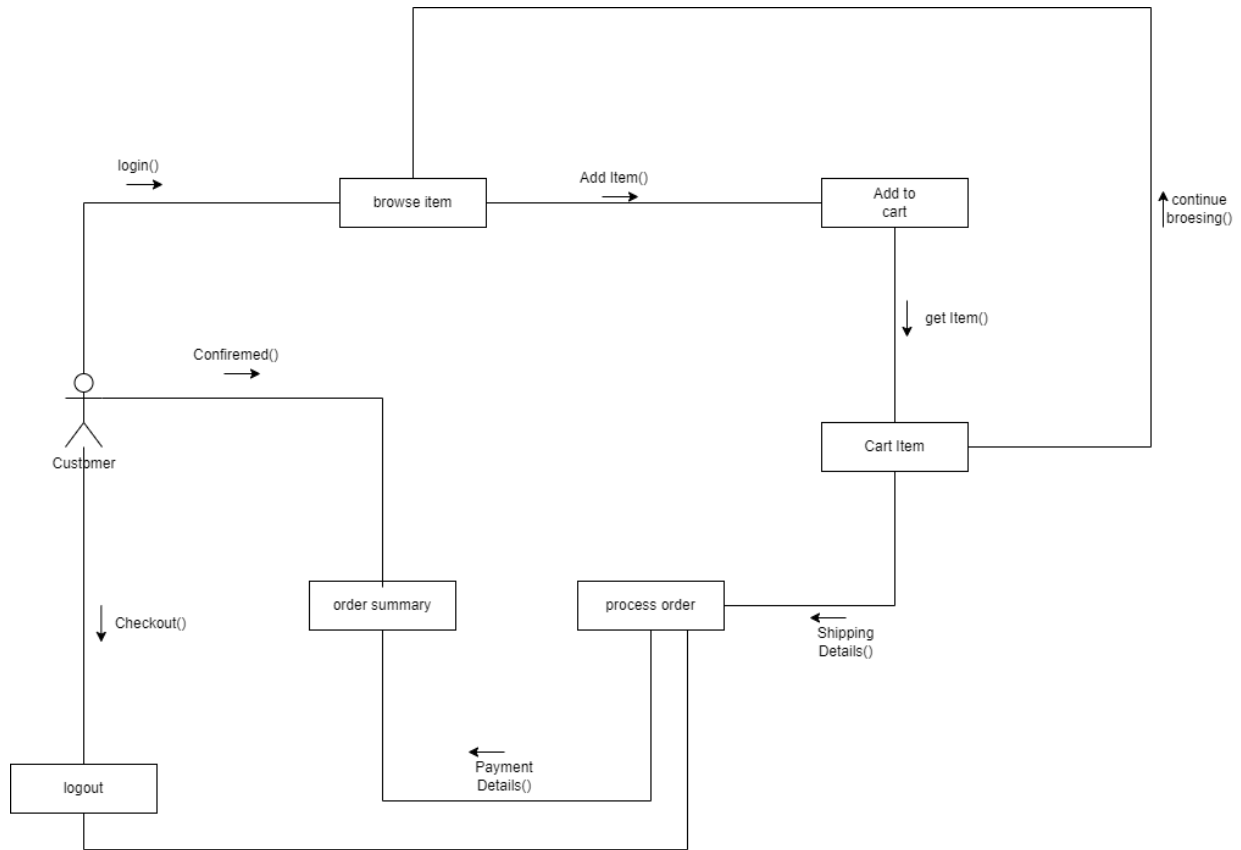 login()
browse item
Add Item()
Add to
cart
continue
broesing()
get Item()
Confiremed()
Customer
Cart Item
order summary
process order
Checkout()
Shipping
Details()
Payment
Details()
logout